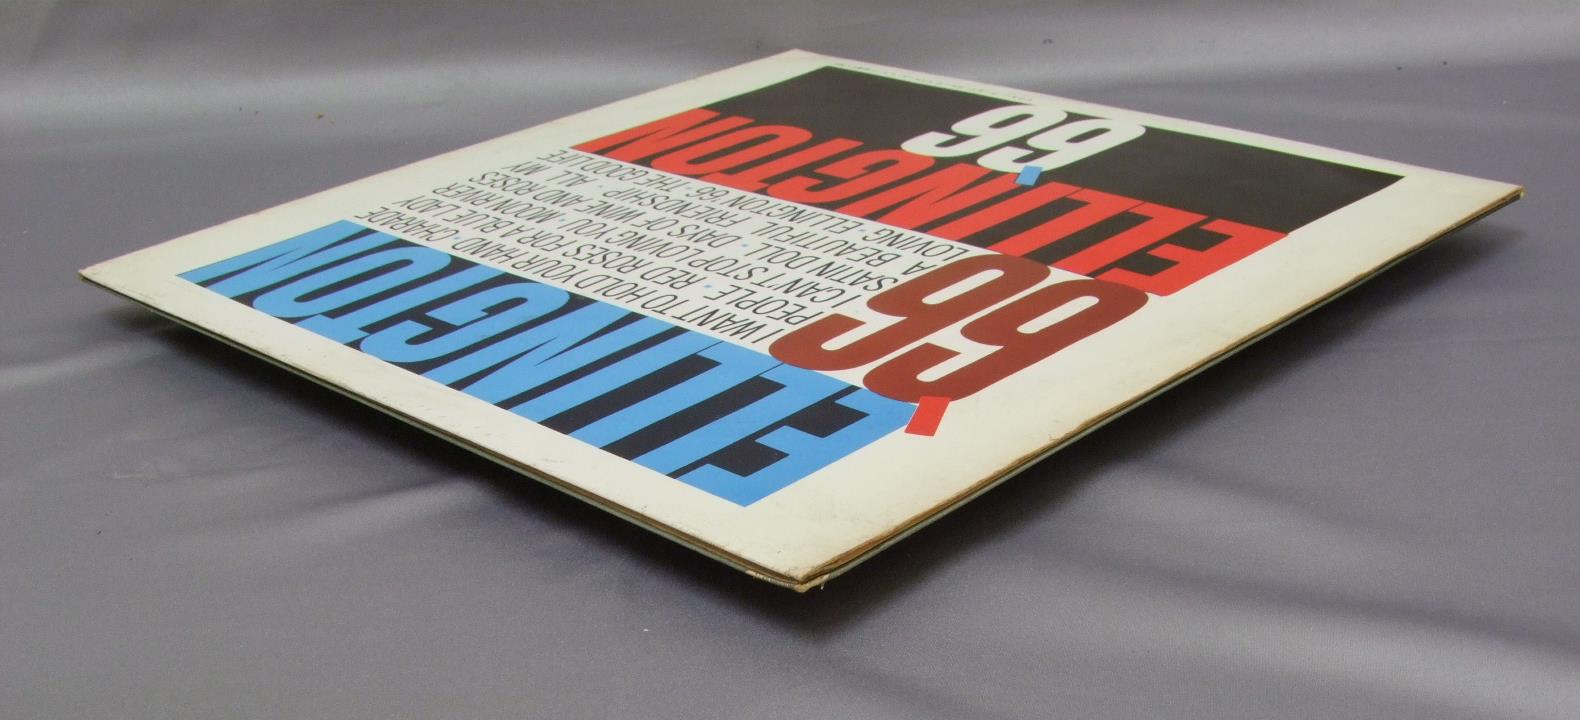 ELLINGTON
'66
I WANT TO HOLD YOUR HAND · CHARADE
PEOPLE · RED ROSES FOR A BLUE LADY
I CAN'T STOP LOVING YOU · MOON RIVER
SATIN DOLL · DAYS OF WINE AND ROSES
A BEAUTIFUL FRIENDSHIP · ALL MY
LOVING · ELLINGTON 66 · THE GOOD LIFE
ELLINGTON
'66